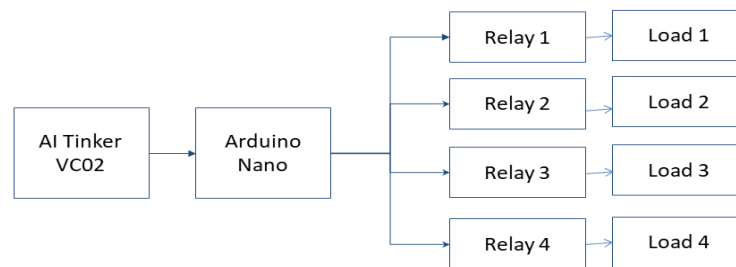 Relay 1
Load 1
Relay 2
Load 2
AI Tinker
VC02
Arduino
Nano
Relay 3
Load 3
Relay 4
Load 4